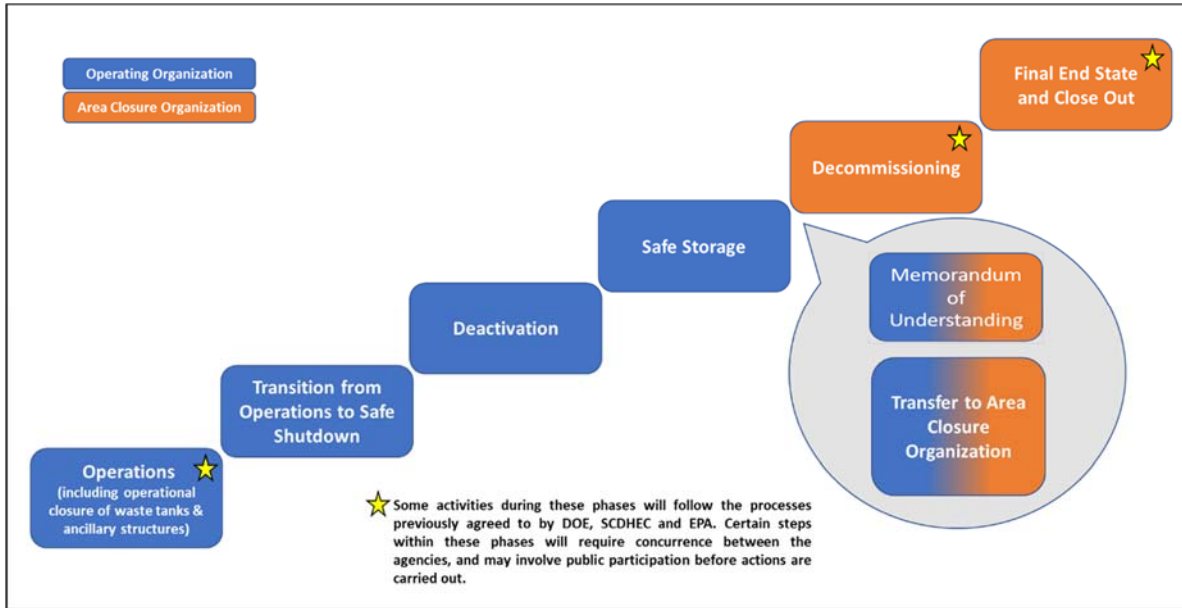 Operating Organization
Area Closure Organization
Final End State
and Close Out
Decommissioning
Safe Storage
Memorandum
of
Understanding
Deactivation
Transfer to Area
Closure
Organization
Transition from
Operations to Safe
Shutdown
Operations
(including operational
closure of waste tanks &
ancillary structures)
Some activities during these phases will follow the processes
previously agreed to by DOE, SCDHEC and EPA. Certain steps
within these phases will require concurrence between the
agencies, and may involve public participation before actions are
carried out.